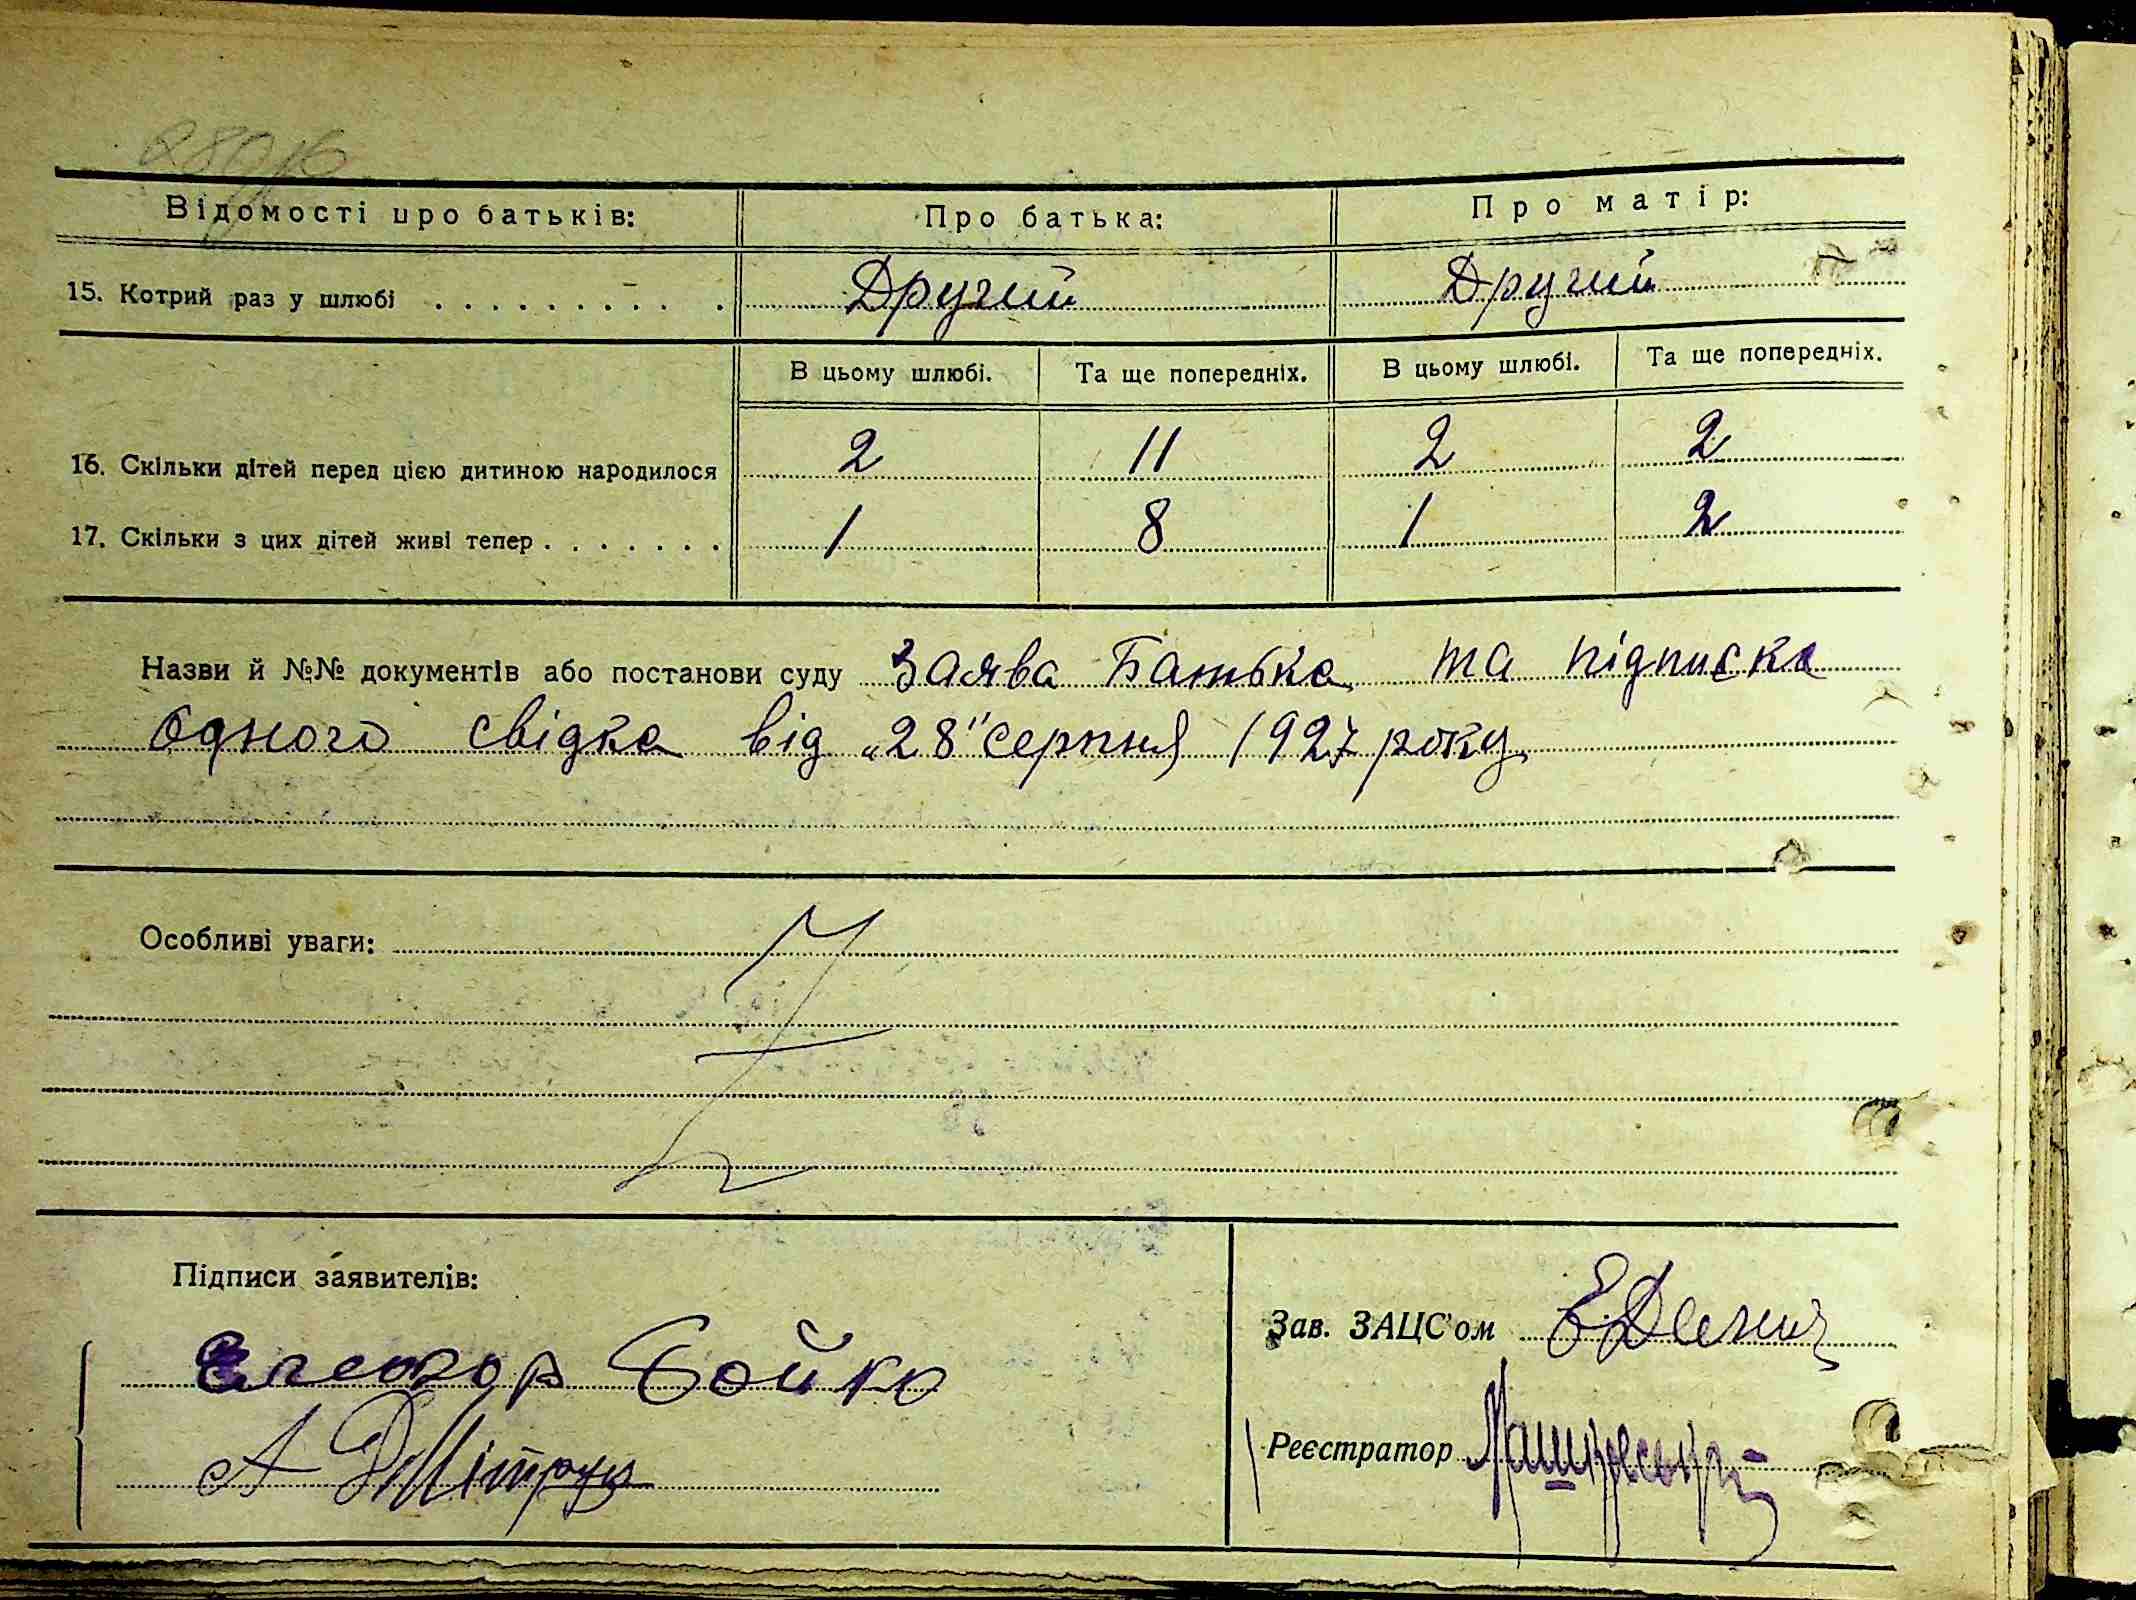 Відомості про батьків: Про батька: Про матір:
15. Котрий раз у шлюбі . . . . . . . . . . Другий Другий
В цьому шлюбі. Та ще попередніх. В цьому шлюбі. Та ще попередніх.
16. Скільки дітей перед цією дитиною народилося 2 11 2 2
17. Скільки з цих дітей живі тепер . . . . . . . 1 8 1 2
Назви й №№ документів або постанови суду Заява Батька та підписка
одного свідка від „28" серпня 1927 року
Особливі уваги:
Підписи заявителів:
Зав. ЗАЦС'ом
Бойко
Реєстратор